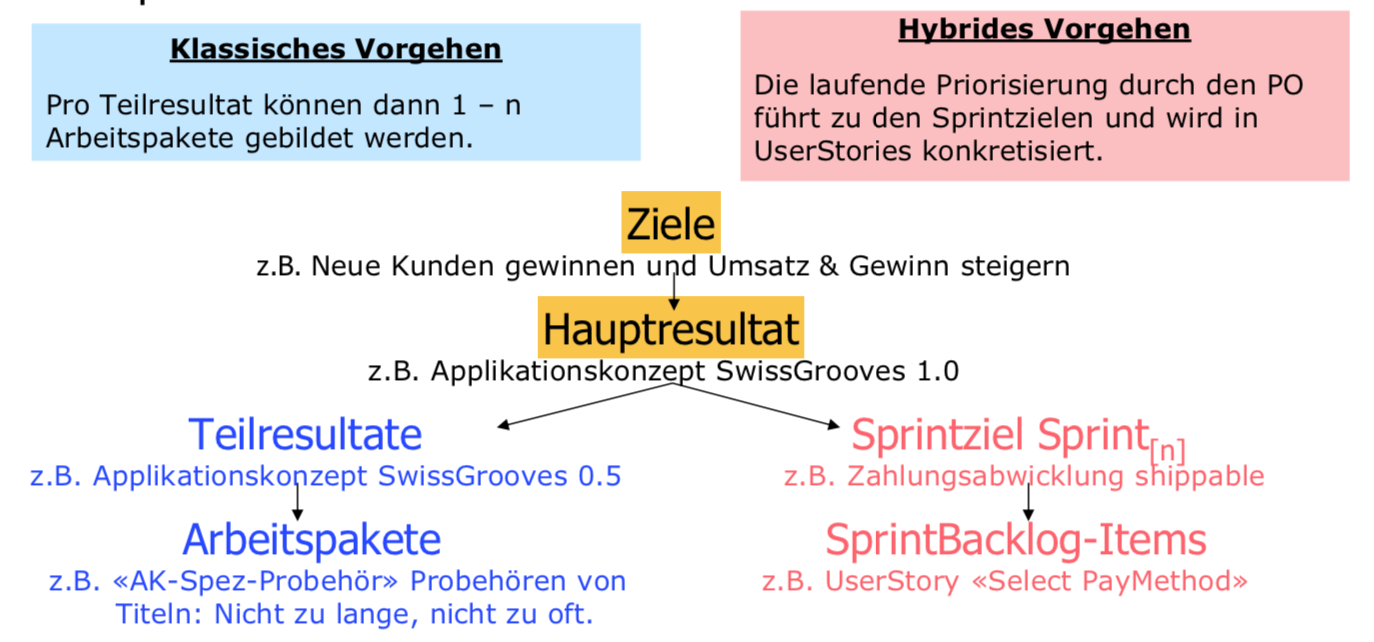 Klassisches Vorgehen
Pro Teilresultat können dann 1 – n
Arbeitspakete gebildet werden.
Hybrides Vorgehen
Die laufende Priorisierung durch den PO
führt zu den Sprintzielen und wird in
UserStories konkretisiert.
Ziele
z.B. Neue Kunden gewinnen und Umsatz & Gewinn steigern
Hauptresultat
z.B. Applikationskonzept SwissGrooves 1.0
Teilresultate
z.B. Applikationskonzept SwissGrooves 0.5
Arbeitspakete
z.B. «AK-Spez-Probehör» Probehören von
Titeln: Nicht zu lange, nicht zu oft.
Sprintziel Sprint[n]
z.B. Zahlungsabwicklung shippable
SprintBacklog-Items
z.B. UserStory «Select PayMethod»